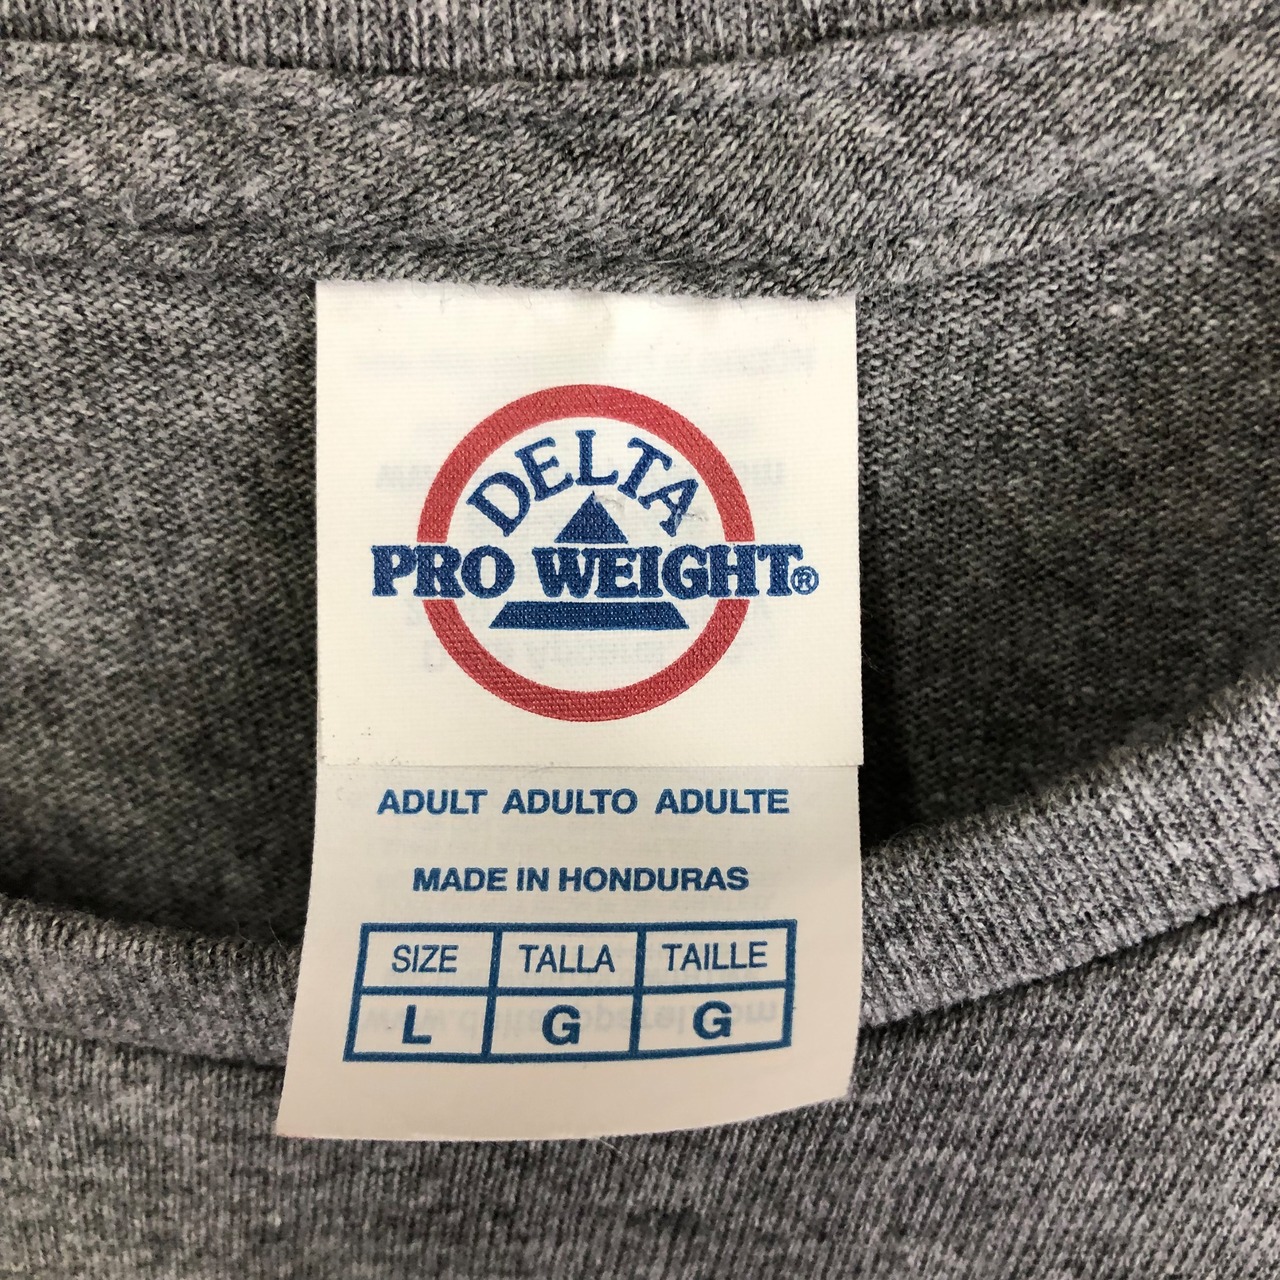 DELTA
PRO WEIGHT®
ADULT ADULTO ADULTE
MADE IN HONDURAS
SIZE TALLA TAILLE
L G G